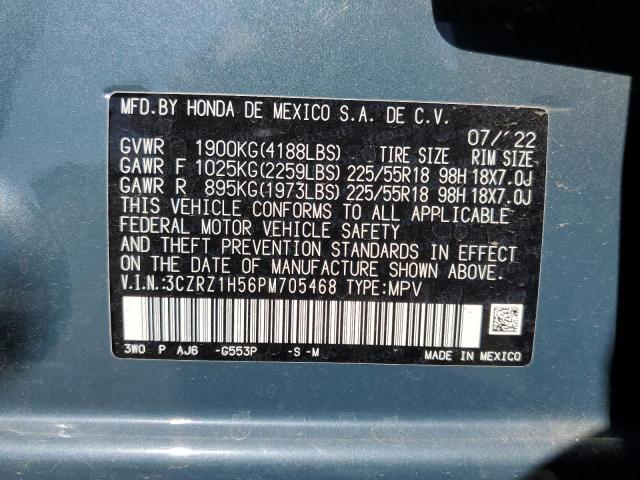 MFD.BY HONDA DE MEXICO S.A. DE C.V.
07/'22
GVWR 1900KG(4188LBS) TIRE SIZE RIM SIZE
GAWR F 1025KG(2259LBS) 225/55R18 98H 18X7.0J
GAWR R 895KG(1973LBS) 225/55R18 98H 18X7.0J
THIS VEHICLE CONFORMS TO ALL APPLICABLE
FEDERAL MOTOR VEHICLE SAFETY
AND THEFT PREVENTION STANDARDS IN EFFECT
ON THE DATE OF MANUFACTURE SHOWN ABOVE.
V.I.N.:3CZRZ1H56PM705468 TYPE:MPV
3W0 P AJ6 -G553P -S -M MADE IN MEXICO